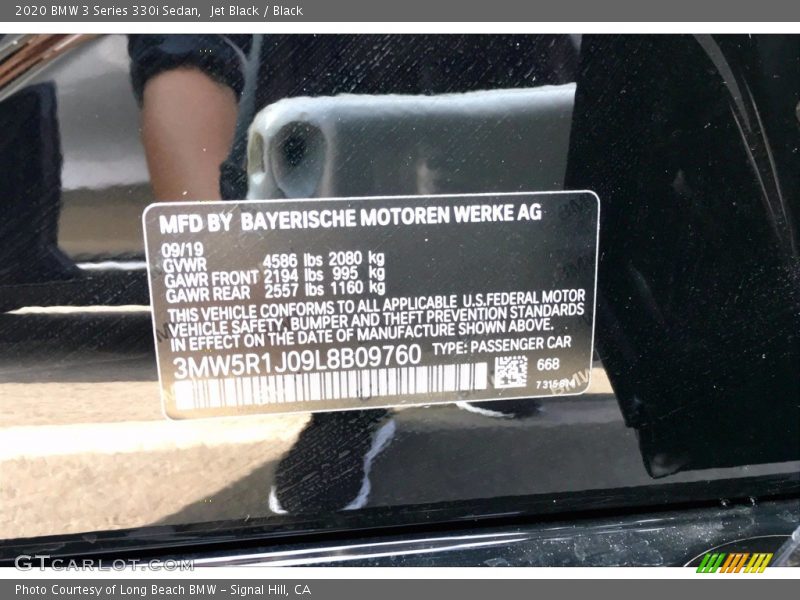 2020 BMW 3 Series 330i Sedan, Jet Black / Black
MFD BY BAYERISCHE MOTOREN WERKE AG
09/19
GVWR 4586 lbs 2080 kg
GAWR FRONT 2194 lbs 995 kg
GAWR REAR 2557 lbs 1160 kg
THIS VEHICLE CONFORMS TO ALL APPLICABLE U.S.FEDERAL MOTOR
VEHICLE SAFETY, BUMPER AND THEFT PREVENTION STANDARDS
IN EFFECT ON THE DATE OF MANUFACTURE SHOWN ABOVE.
3MW5R1J09L8B09760 TYPE: PASSENGER CAR
668
GTCARLOT.COM
Photo Courtesy of Long Beach BMW - Signal Hill, CA